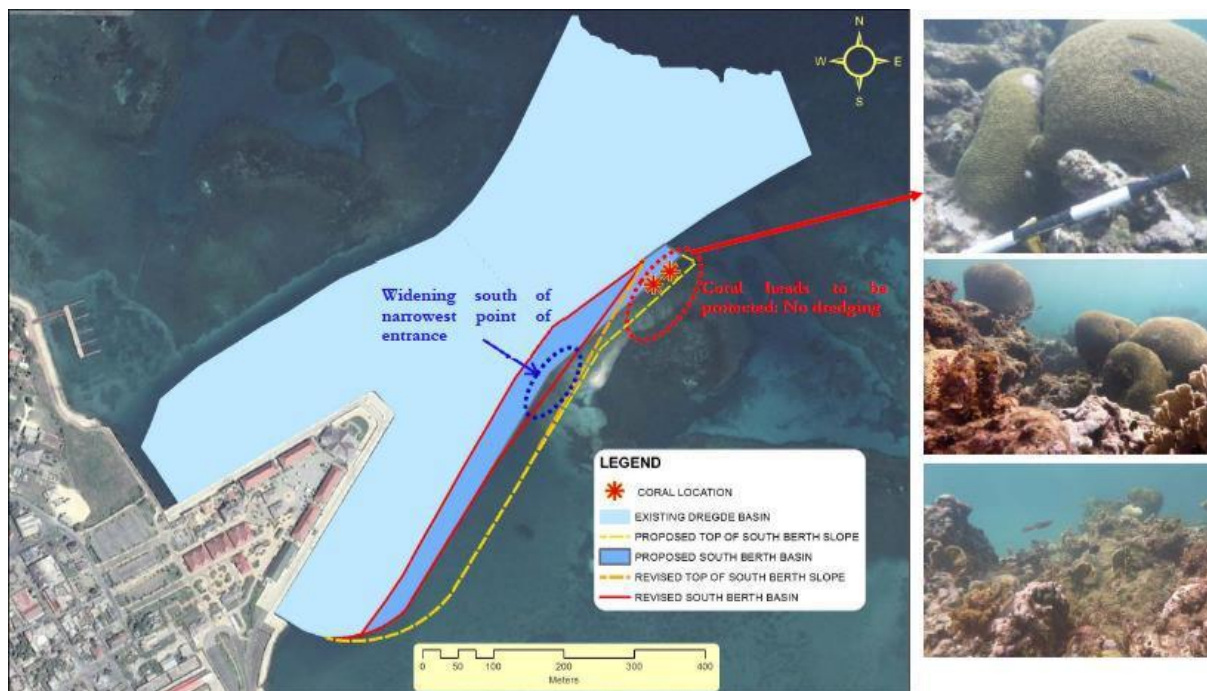 N
W E
S
Widening south of
narrowest point of
entrance
Coral heads to be
protected: No dredging
LEGEND
CORAL LOCATION
EXISTING DREGDE BASIN
PROPOSED TOP OF SOUTH BERTH SLOPE
PROPOSED SOUTH BERTH BASIN
REVISED TOP OF SOUTH BERTH SLOPE
REVISED SOUTH BERTH BASIN
0 50 100 200 300 400
Meters